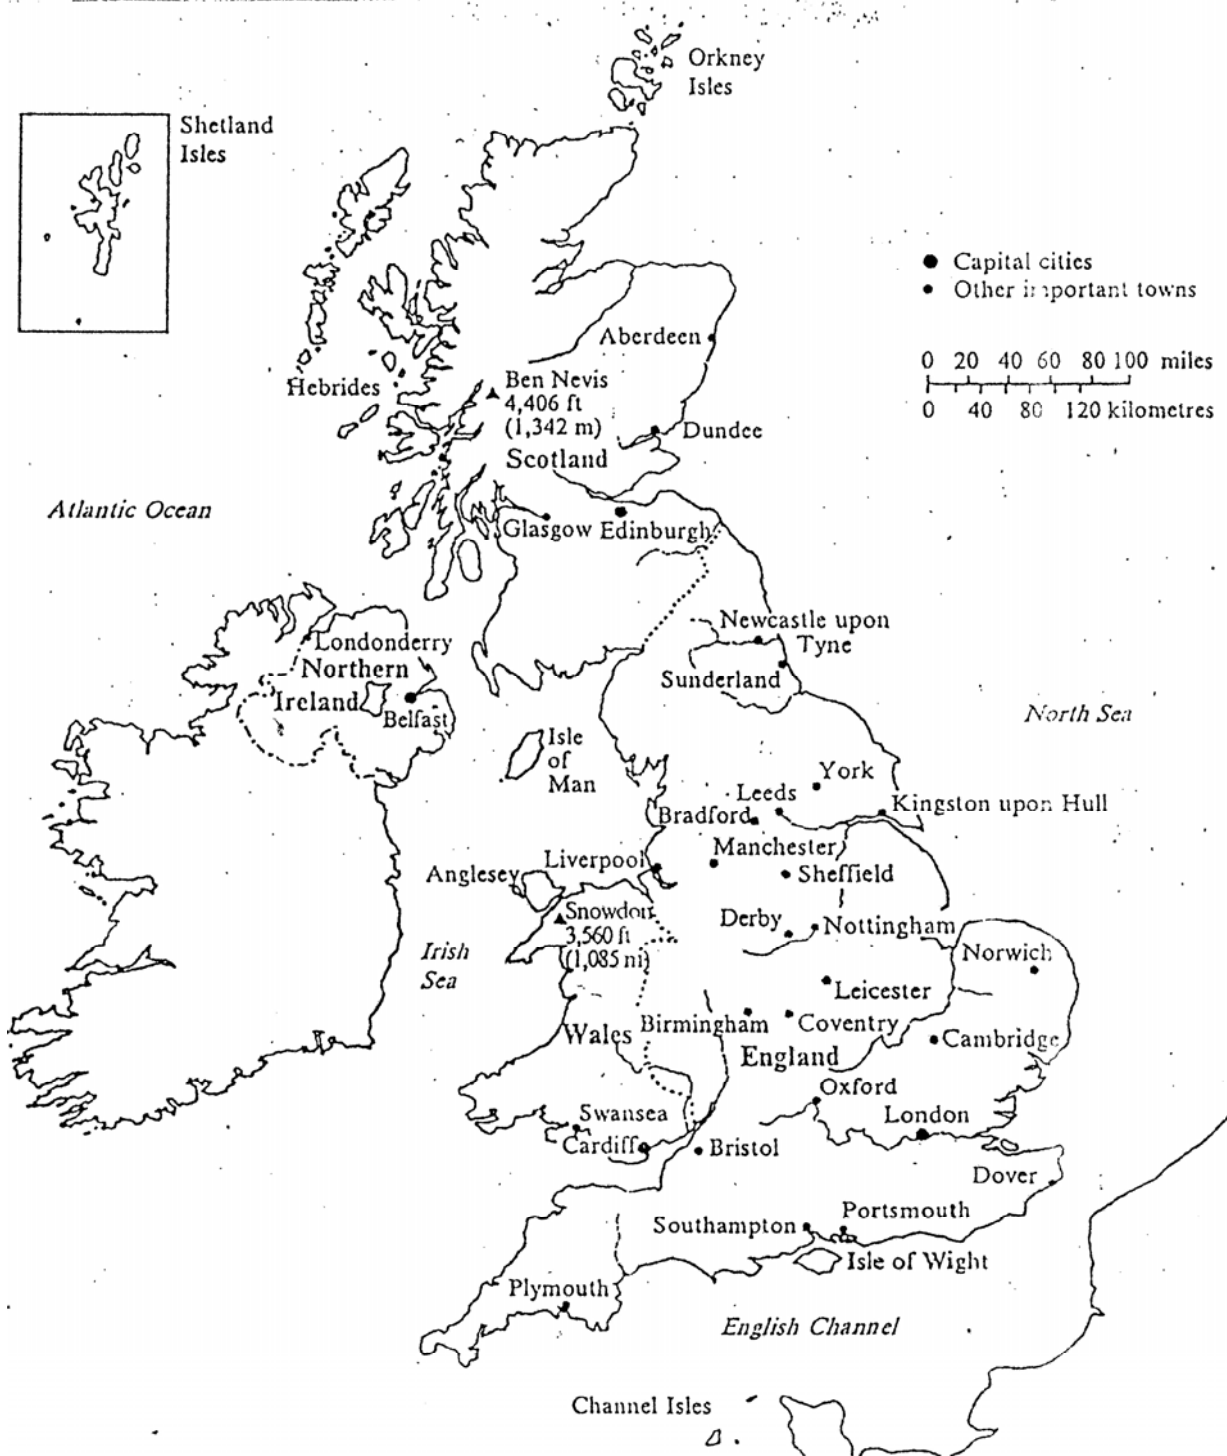 Orkney
Isles
Shetland
Isles
Capital cities
Other important towns
Aberdeen
0 20 40 60 80 100 miles
0 40 80 120 kilometres
Hebrides
Ben Nevis
4,406 ft
(1,342 m)
Dundee
Scotland
Atlantic Ocean
Glasgow
Edinburgh
Londonderry
Northern
Ireland
Belfast
Newcastle upon
Tyne
Sunderland
North Sea
Isle
of
Man
York
Leeds
Kingston upon Hull
Bradford
Manchester
Liverpool
Sheffield
Anglesey
Snowdon
3,560 ft
(1,085 m)
Derby
Nottingham
Norwich
Irish
Sea
Leicester
Wales
Birmingham
Coventry
Cambridge
England
Oxford
Swansea
London
Cardiff
Bristol
Dover
Southampton
Portsmouth
Isle of Wight
Plymouth
English Channel
Channel Isles